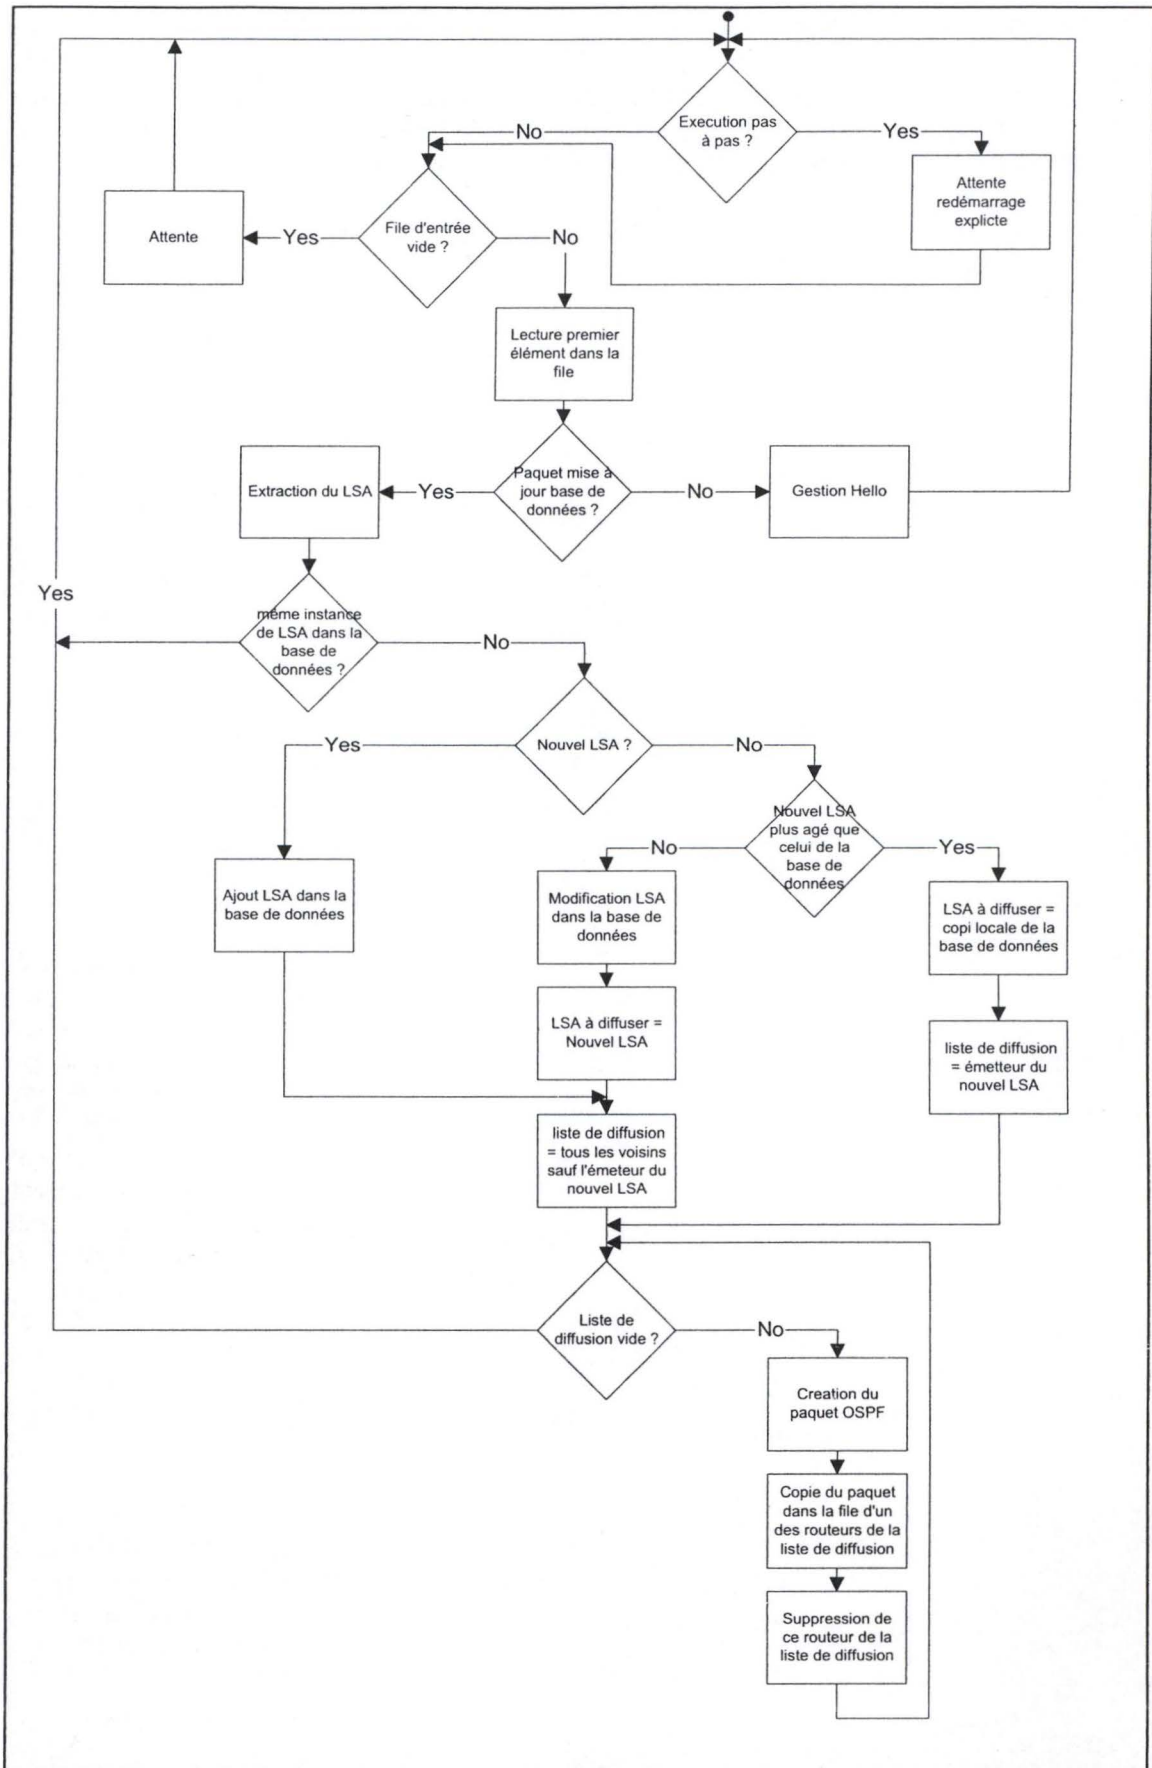 Execution pas
à pas ?
No
Yes
Attente
redémarrage
explicte
File d'entrée
vide ?
Yes
Attente
No
Lecture premier
élément dans la
file
Paquet mise à
jour base de
données ?
Yes
Extraction du LSA
No
Gestion Hello
Yes
même instance
de LSA dans la
base de
données ?
No
Nouvel LSA ?
Yes
No
Nouvel LSA
plus agé que
celui de la
base de
données
No
Yes
Ajout LSA dans la
base de données
Modification LSA
dans la base de
données
LSA à diffuser =
copi locale de la
base de données
LSA à diffuser =
Nouvel LSA
liste de diffusion
= émetteur du
nouvel LSA
liste de diffusion
= tous les voisins
sauf l'émeteur du
nouvel LSA
Liste de
diffusion vide ?
No
Creation du
paquet OSPF
Copie du paquet
dans la file d'un
des routeurs de la
liste de diffusion
Suppression de
ce routeur de la
liste de diffusion